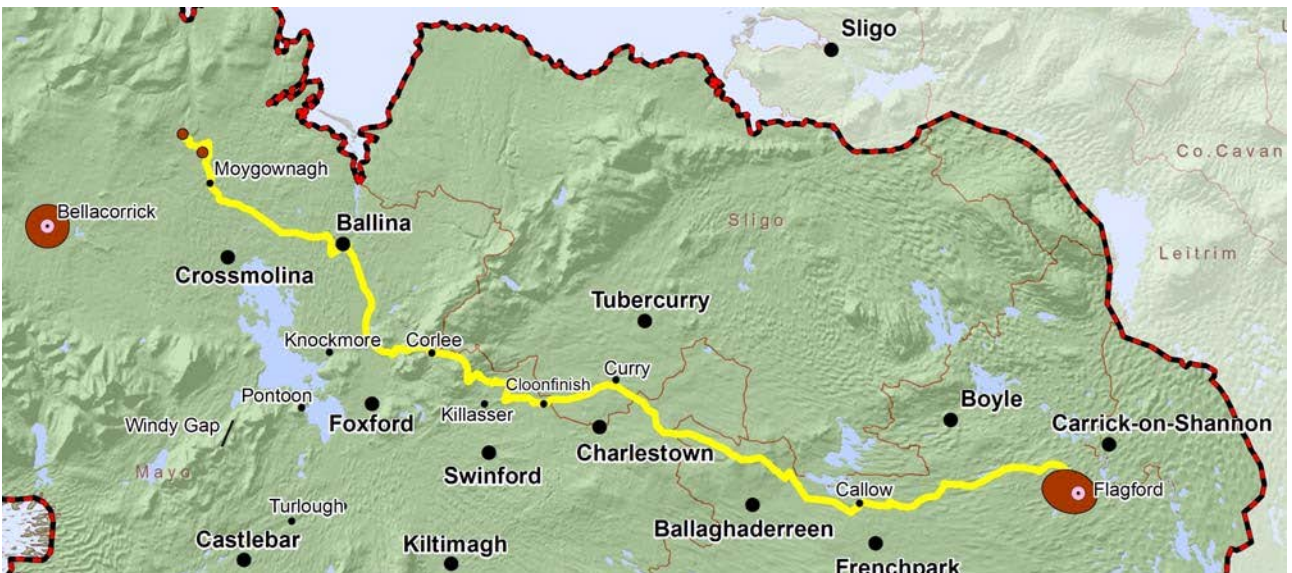 Sligo
Co.Cavan
Moygownagh
Bellacorrick
Ballina
Sligo
Leitrim
Crossmolina
Tubercurry
Knockmore
Corlee
Curry
Cloonfinish
Pontoon
Killasser
Boyle
Foxford
Carrick-on-Shannon
Windy Gap
Charlestown
Mayo
Swinford
Callow
Flagford
Turlough
Ballaghaderreen
Castlebar
Kiltimagh
Frenchpark